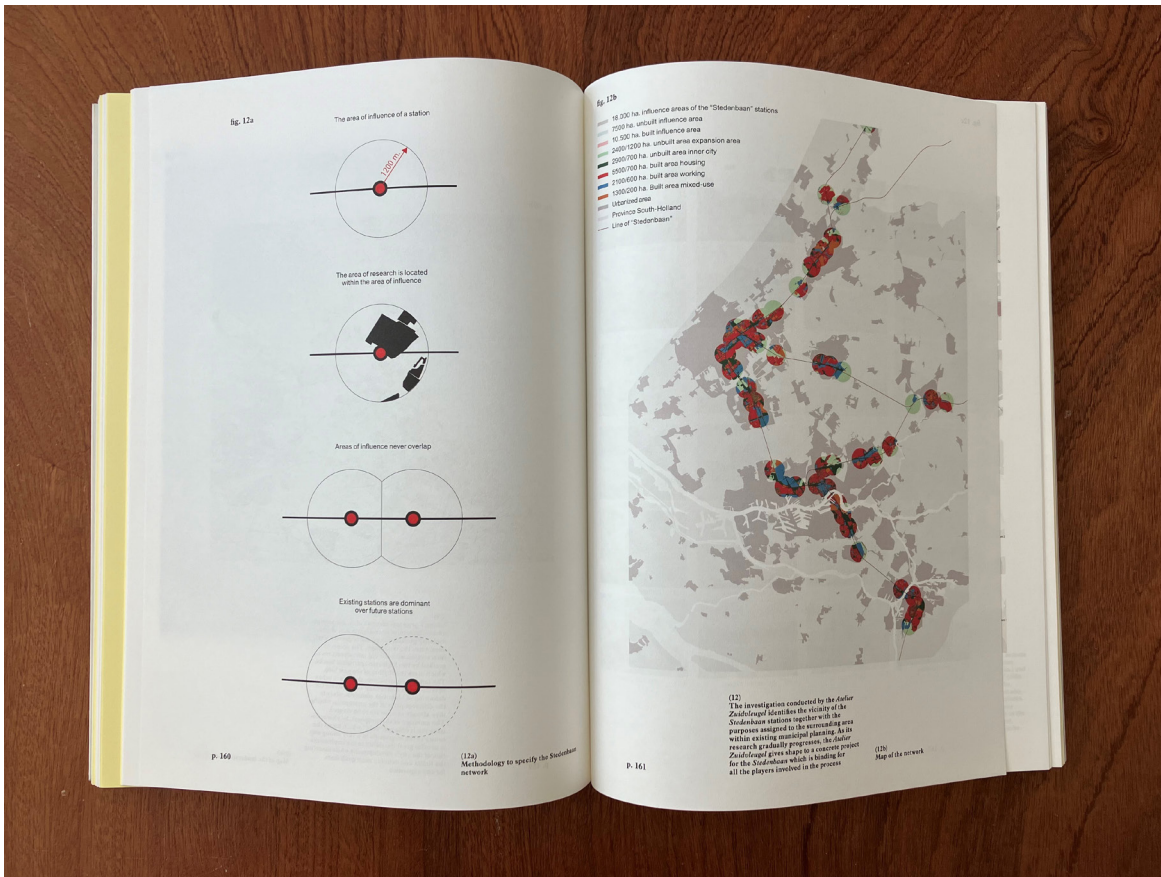 fig. 12a
The area of influence of a station
1200 m.
The area of research is located
within the area of influence
Areas of influence never overlap
Existing stations are dominant
over future stations
p. 160
(12a)
Methodology to specify the Stedenbaan
network
fig. 12b
16.000 ha. Influence areas of the "Stedenbaan" stations
7500 ha. unbuilt influence area
10.500 ha. built influence area
2400/1200 ha. unbuilt area expansion area
2900/700 ha. unbuilt area inner city
5500/700 ha. built area housing
2100/600 ha. built area working
1300/200 ha. Built area mixed-use
Urbanized area
Province South-Holland
Line of "Stedenbaan"
(12)
The investigation conducted by the Atelier
Zuidvleugel identifies the vicinity of the
Stedenbaan stations together with the
purposes assigned to the surrounding area
within existing municipal planning. As its
research gradually progresses, the Atelier
Zuidvleugel gives shape to a concrete project
for the Stedenbaan which is binding for
all the players involved in the process
(12b)
Map of the network
p. 161